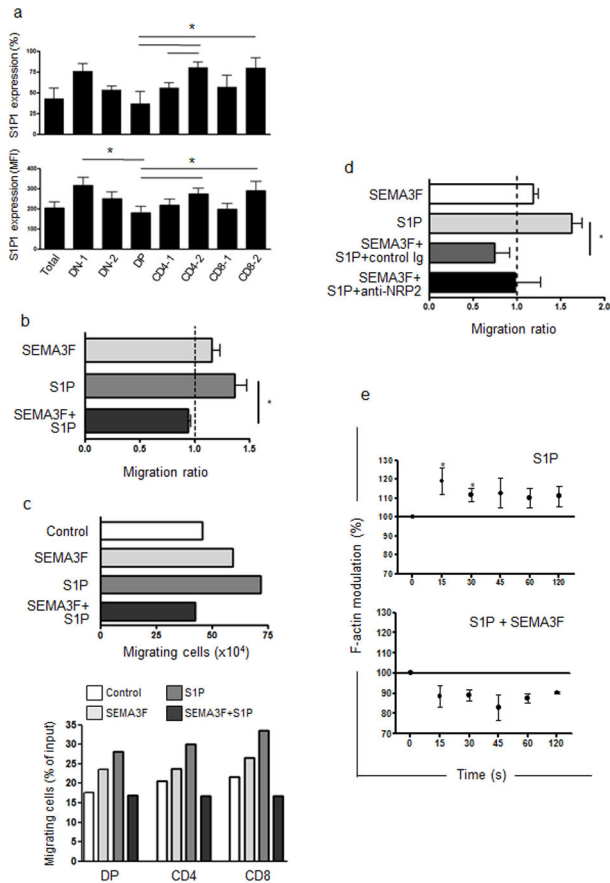 a
S1P1 expression (%)
100
75
50
25
0
*
S1P1 expression (MFI)
400
300
200
100
0
*
*
Total
DN-1
DN-2
DP
CD4-1
CD4-2
CD8-1
CD8-2
b
SEMA3F
S1P
SEMA3F+
S1P
*
0.0
0.5
1.0
1.5
Migration ratio
c
Control
SEMA3F
S1P
SEMA3F+
S1P
0
25
50
75
Migrating cells (x10⁴)
Control
S1P
SEMA3F
SEMA3F+S1P
Migrating cells (% of input)
35
30
25
20
15
10
5
0
DP
CD4
CD8
d
SEMA3F
S1P
SEMA3F+
S1P+control Ig
SEMA3F+
S1P+anti-NRP2
*
0.0
0.5
1.0
1.5
2.0
Migration ratio
e
F-actin modulation (%)
S1P
130
120
110
100
90
80
70
*
*
0
15
30
45
60
120
S1P + SEMA3F
130
120
110
100
90
80
70
0
15
30
45
60
120
Time (s)